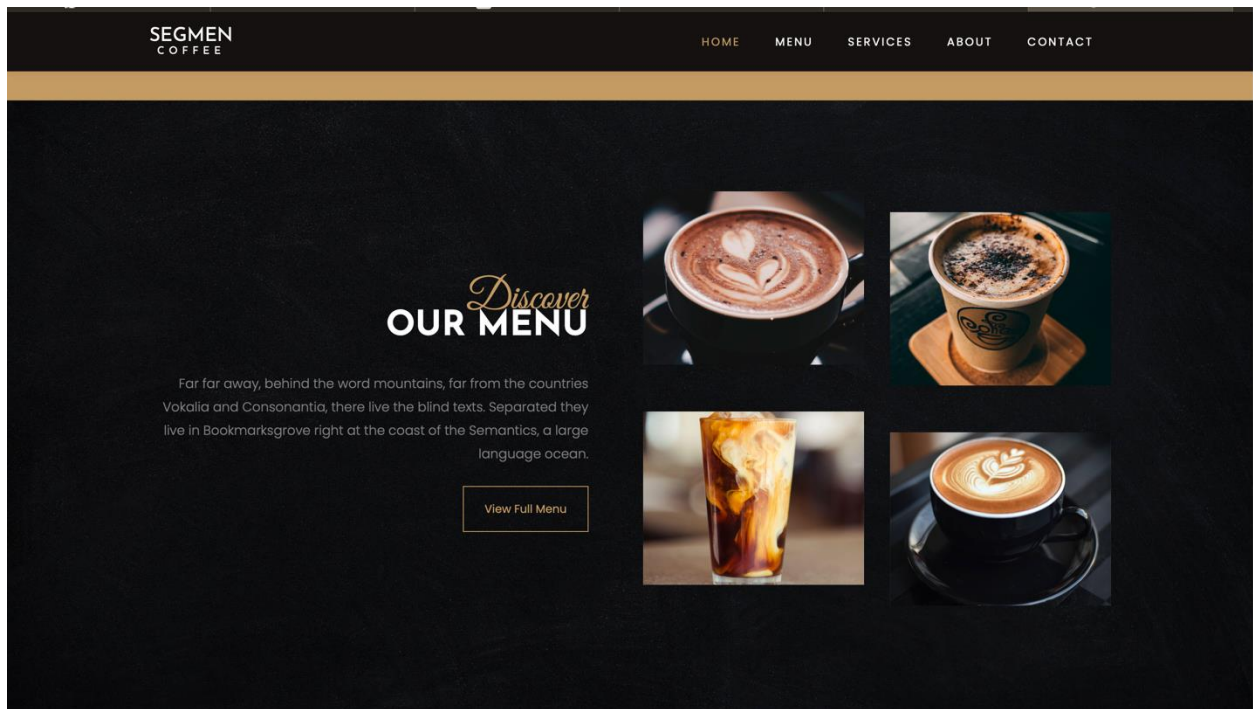 SEGMEN
COFFEE
HOME MENU SERVICES ABOUT CONTACT
Discover
OUR MENU
Far far away, behind the word mountains, far from the countries
Vokalia and Consonantia, there live the blind texts. Separated they
live in Bookmarksgrove right at the coast of the Semantics, a large
language ocean.
View Full Menu